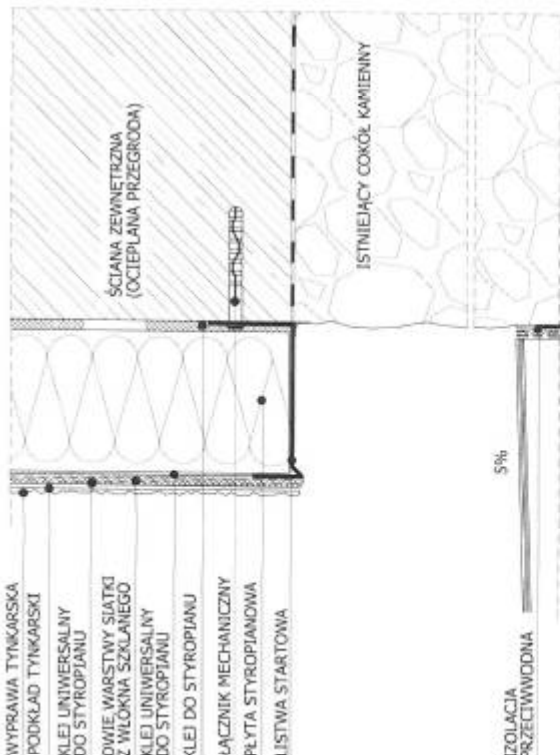 ŚCIANA ZEWNĘTRZNA
(OCIEPLANA PRZEGRODA)
ISTNIEJĄCY COKÓŁ KAMIENNY
WYPRAWA TYNKARSKA
PODKŁAD TYNKARSKI
KLEJ UNIWERSALNY
DO STYROPIANU
DWIE WARSTWY SIATKI
Z WŁÓKNA SZKLANEGO
KLEJ UNIWERSALNY
DO STYROPIANU
KLEJ DO STYROPIANU
ŁĄCZNIK MECHANICZNY
PŁYTA STYROPIANOWA
LISTWA STARTOWA
5%
IZOLACJA
PRZECIWWODNA